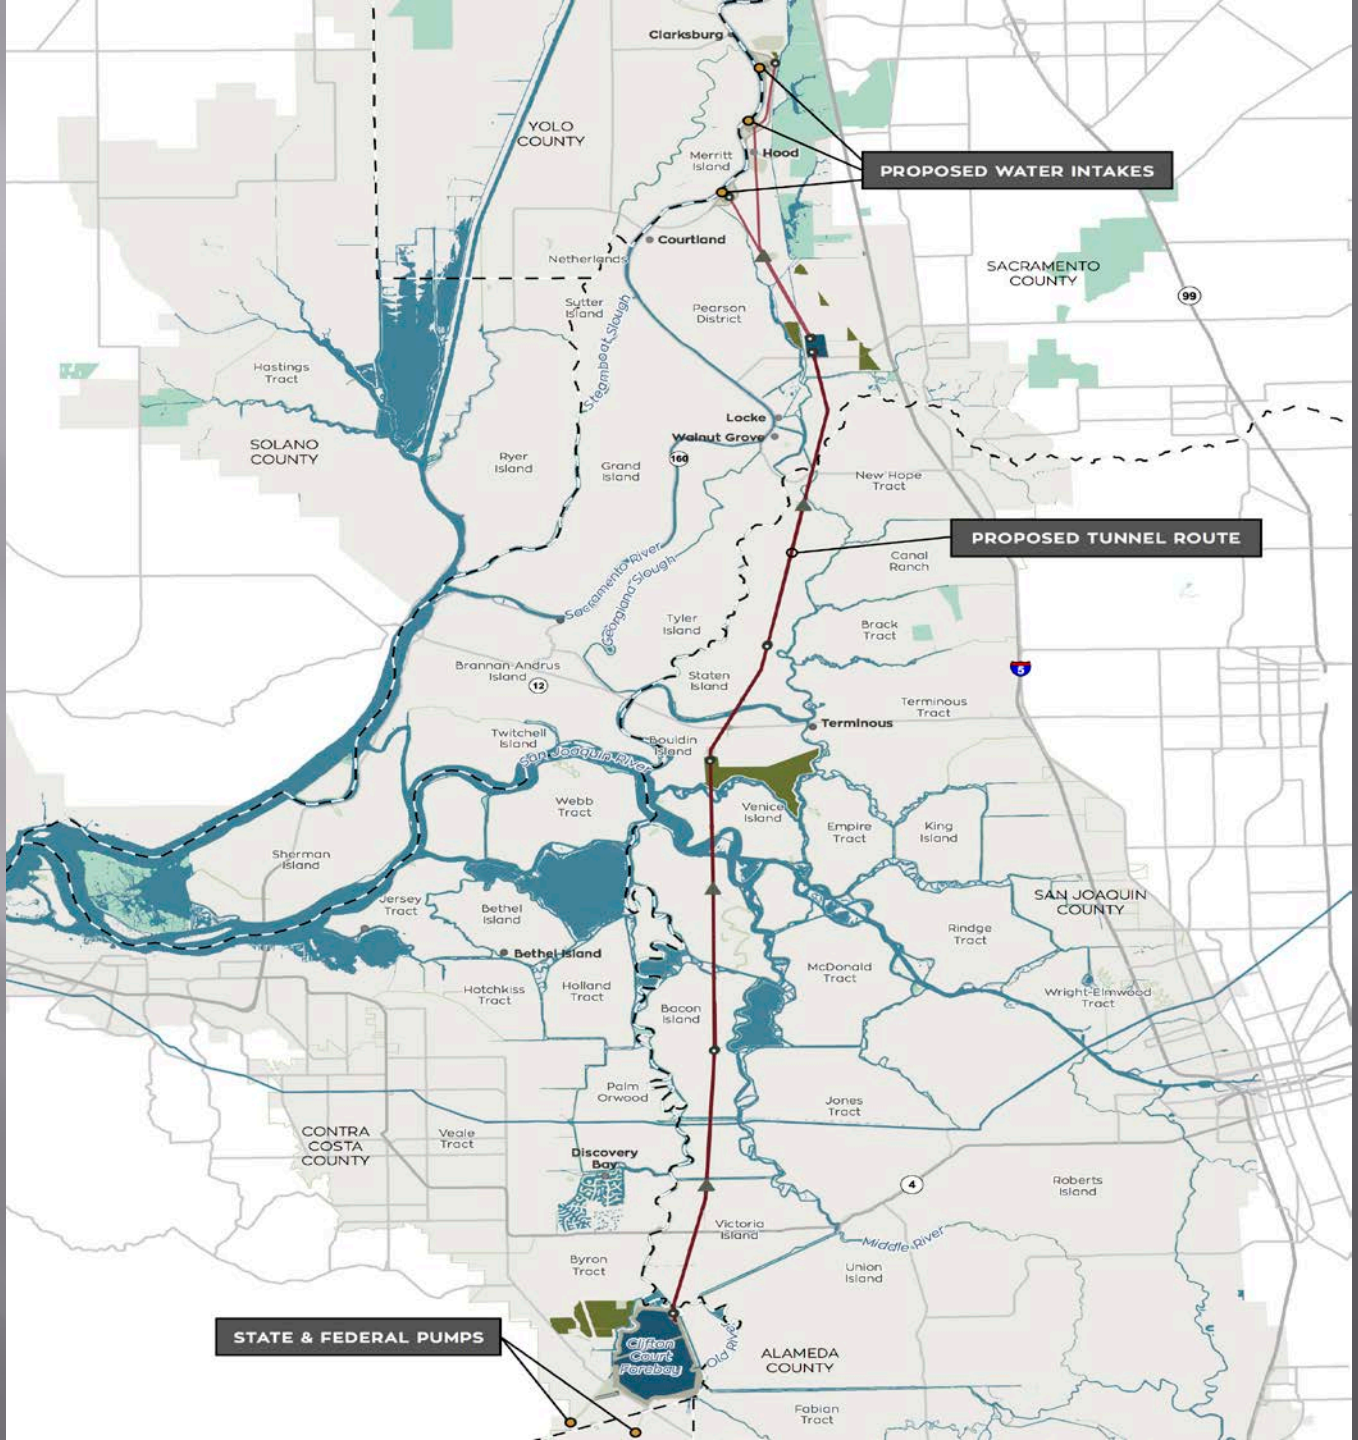 Clarksburg
YOLO
COUNTY
Merritt
Island
Hood
PROPOSED WATER INTAKES
Courtland
Netherlands
SACRAMENTO
COUNTY
99
Sutter
Island
Steamboat Slough
Pearson
District
Hastings
Tract
Locke
Walnut Grove
SOLANO
COUNTY
Ryer
Island
Grand
Island
160
New Hope
Tract
PROPOSED TUNNEL ROUTE
Canal
Ranch
Sacramento River
Georgiana Slough
Tyler
Island
Brack
Tract
Brannan-Andrus
Island
12
Staten
Island
5
Terminous
Tract
Terminous
Twitchell
Island
Bouldin
Island
San Joaquin River
Webb
Tract
Venice
Island
Empire
Tract
King
Island
Sherman
Island
Jersey
Tract
Bethel
Island
SAN JOAQUIN
COUNTY
Rindge
Tract
Bethel Island
McDonald
Tract
Hotchkiss
Tract
Holland
Tract
Bacon
Island
Wright-Elmwood
Tract
Palm
Orwood
Jones
Tract
CONTRA
COSTA
COUNTY
Veale
Tract
Discovery
Bay
4
Roberts
Island
Victoria
Island
Middle River
Byron
Tract
Union
Island
STATE & FEDERAL PUMPS
Clifton
Court
Forebay
Old River
ALAMEDA
COUNTY
Fabian
Tract